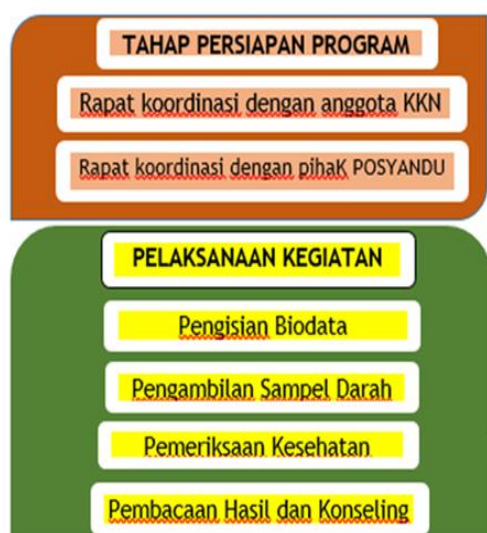 TAHAP PERSIAPAN PROGRAM
Rapat koordinasi dengan anggota KKN
Rapat koordinasi dengan pihaK POSYANDU
PELAKSANAAN KEGIATAN
Pengisian Biodata
Pengambilan Sampel Darah
Pemeriksaan Kesehatan
Pembacaan Hasil dan Konseling